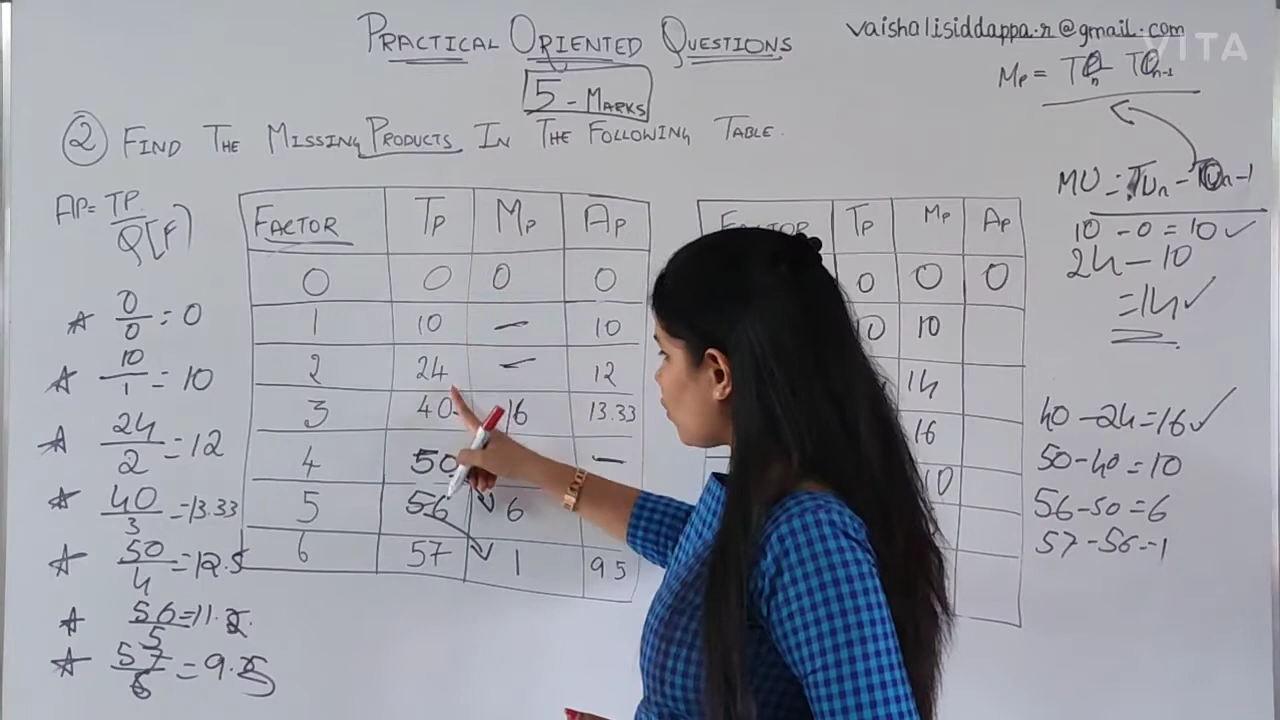 PRACTICAL ORIENTED QUESTIONS
vaishalisiddappa.r@gmail.com
VITA
5 - MARKS
2 FIND THE MISSING PRODUCTS IN THE FOLLOWING TABLE.
AP = TP
Q [F]
0/0 = 0
10/1 = 10
24/2 = 12
40/3 = 13.33
50/4 = 12.5
56/5 = 11.2
57/6 = 9.5
FACTOR TP MP AP
0 0 0 0
1 10 — 10
2 24 — 12
3 40 16 13.33
4 50 —
5 56 6
6 57 1 9 5
TP MP AP
0 0 0
10
14
16
10
MP =
MU = TUn - TUn-1
10 - 0 = 10 ✓
24 - 10
= 14 ✓
40 - 24 = 16 ✓
50 - 40 = 10
56 - 50 = 6
57 - 56 = 1